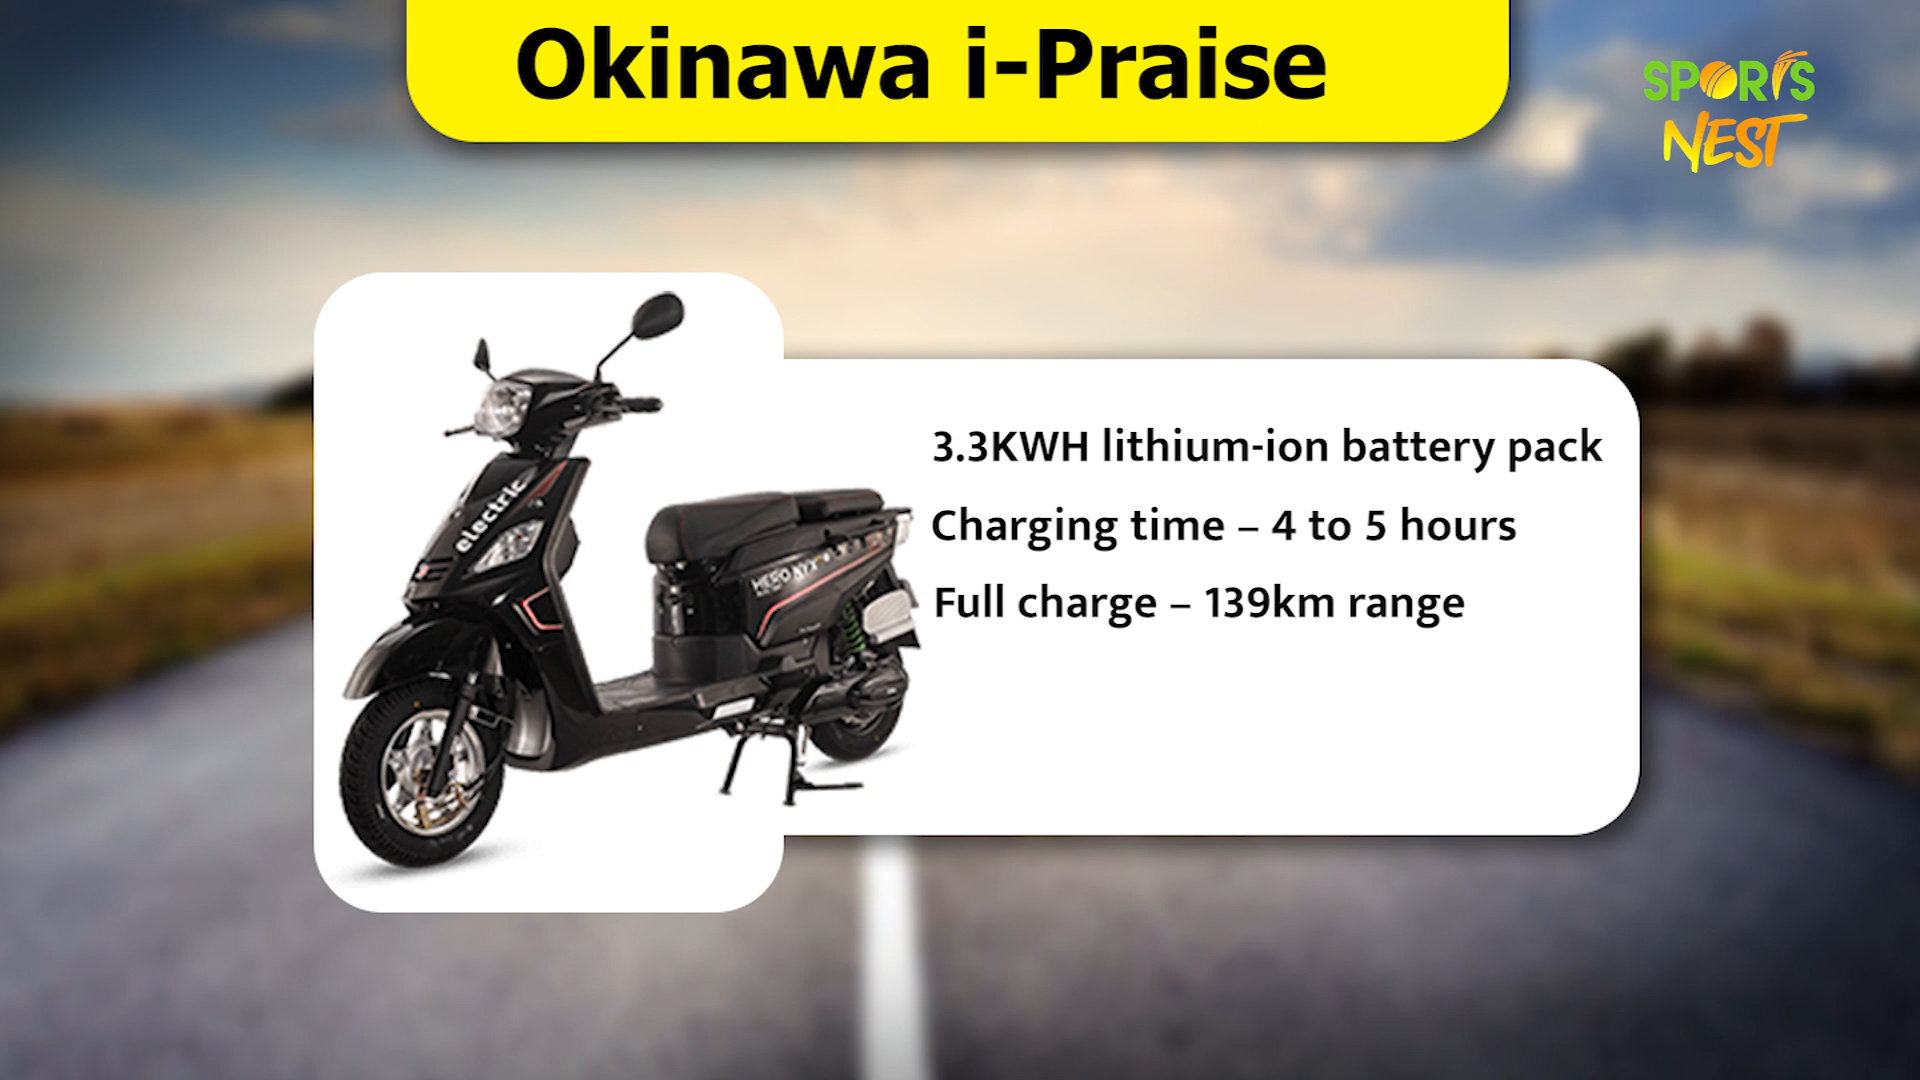 Okinawa i-Praise
SPORTS
NEST
3.3KWH lithium-ion battery pack
Charging time – 4 to 5 hours
Full charge – 139km range
electric
HERO NYX